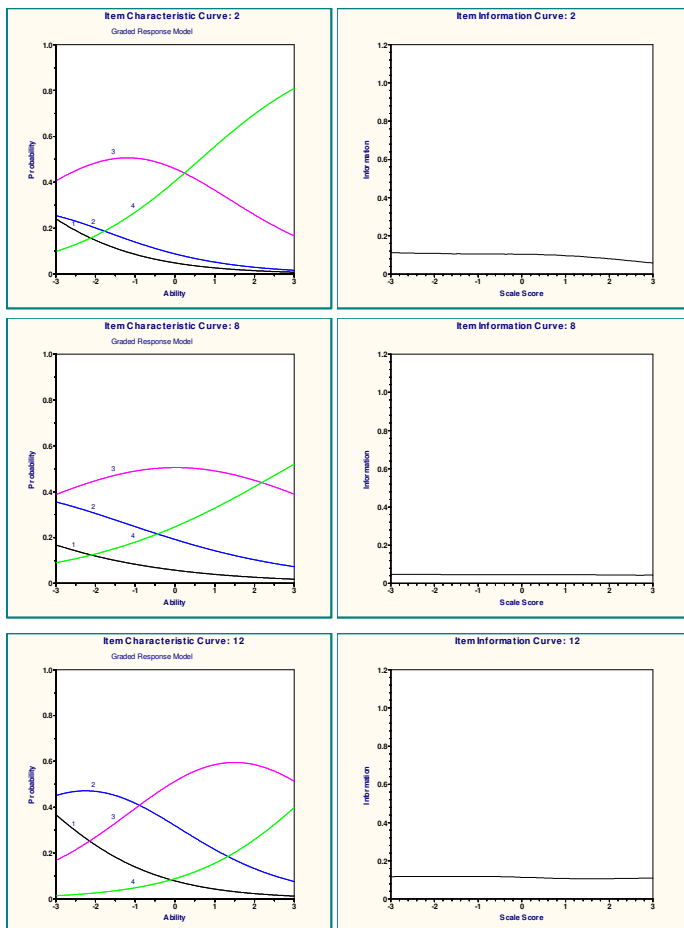 Item Characteristic Curve: 2
Graded Response Model
1.0
0.8
0.6
0.4
0.2
0
Probability
1
2
3
4
-3 -2 -1 0 1 2 3
Ability
Item Information Curve: 2
1.2
1.0
0.8
0.6
0.4
0.2
0
Information
-3 -2 -1 0 1 2 3
Scale Score
Item Characteristic Curve: 8
Graded Response Model
1.0
0.8
0.6
0.4
0.2
0
Probability
1
2
3
4
-3 -2 -1 0 1 2 3
Ability
Item Information Curve: 8
1.2
1.0
0.8
0.6
0.4
0.2
0
Information
-3 -2 -1 0 1 2 3
Scale Score
Item Characteristic Curve: 12
Graded Response Model
1.0
0.8
0.6
0.4
0.2
0
Probability
1
2
3
4
-3 -2 -1 0 1 2 3
Ability
Item Information Curve: 12
1.2
1.0
0.8
0.6
0.4
0.2
0
Information
-3 -2 -1 0 1 2 3
Scale Score